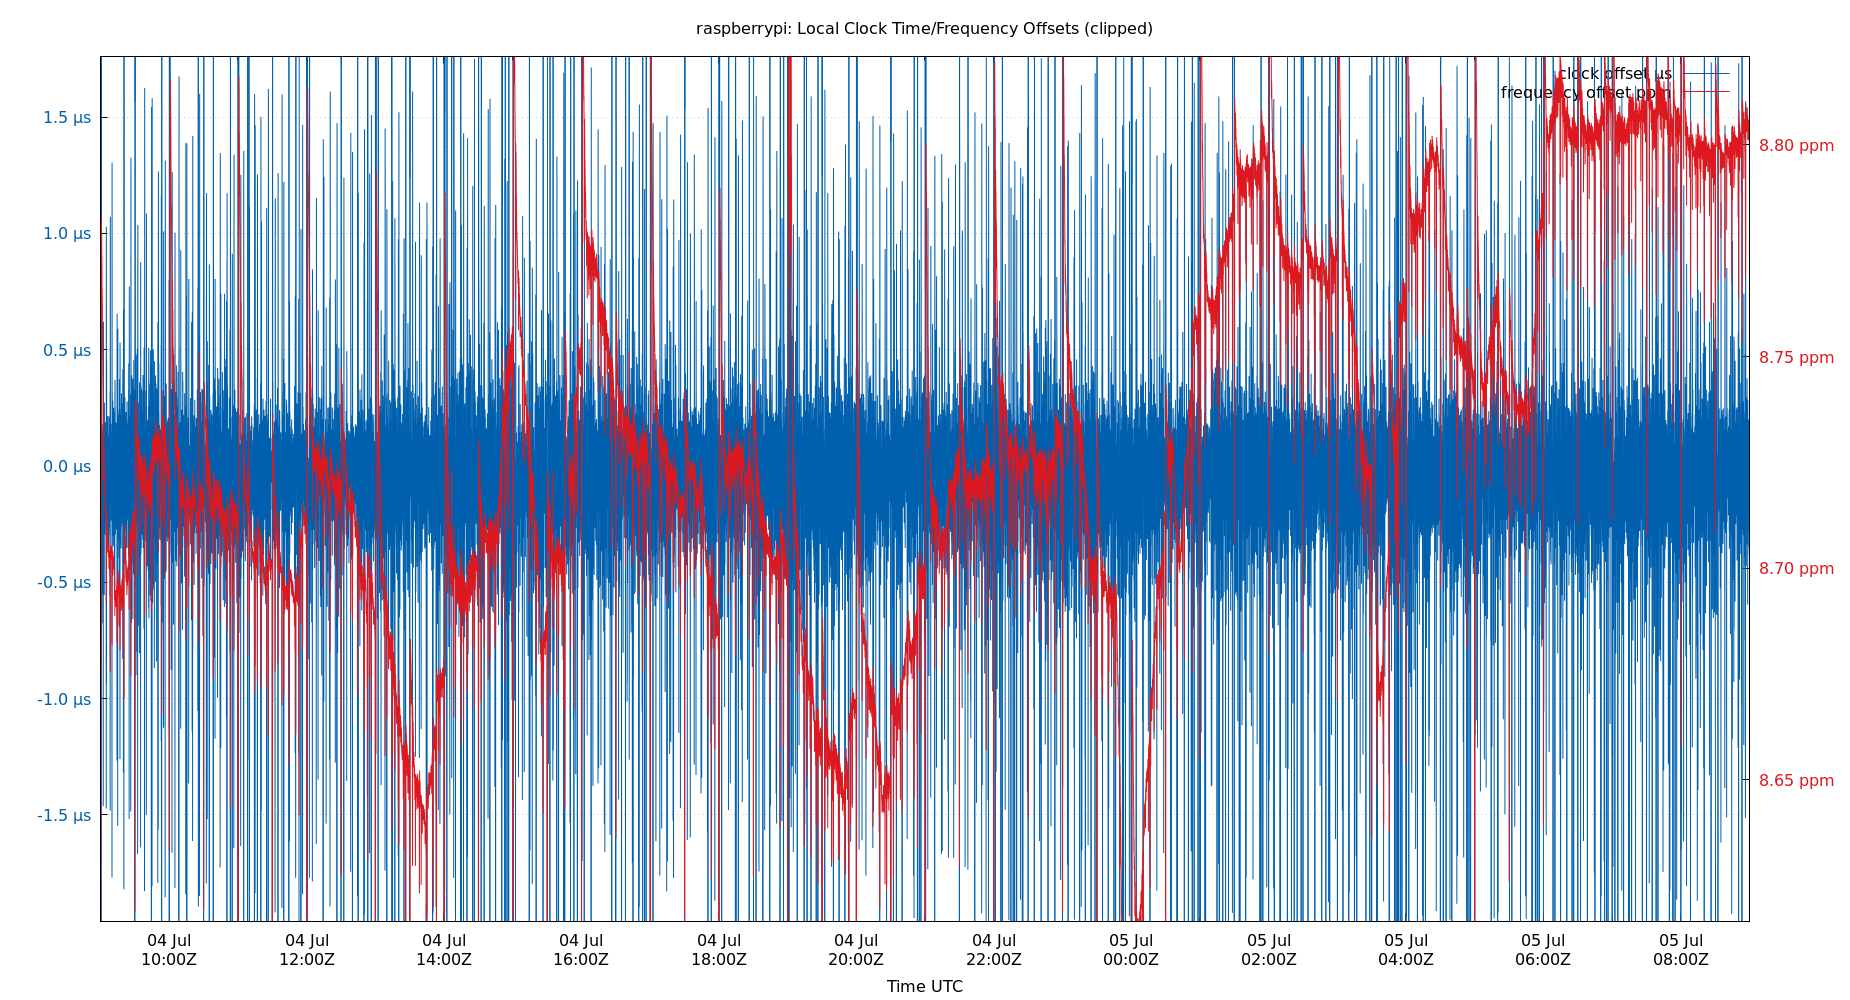 raspberrypi: Local Clock Time/Frequency Offsets (clipped)
clock offset µs
frequency offset ppm
1.5 µs
1.0 µs
0.5 µs
0.0 µs
-0.5 µs
-1.0 µs
-1.5 µs
8.80 ppm
8.75 ppm
8.70 ppm
8.65 ppm
04 Jul 04 Jul 04 Jul 04 Jul 04 Jul 04 Jul 04 Jul 05 Jul 05 Jul 05 Jul 05 Jul 05 Jul
10:00Z 12:00Z 14:00Z 16:00Z 18:00Z 20:00Z 22:00Z 00:00Z 02:00Z 04:00Z 06:00Z 08:00Z
Time UTC